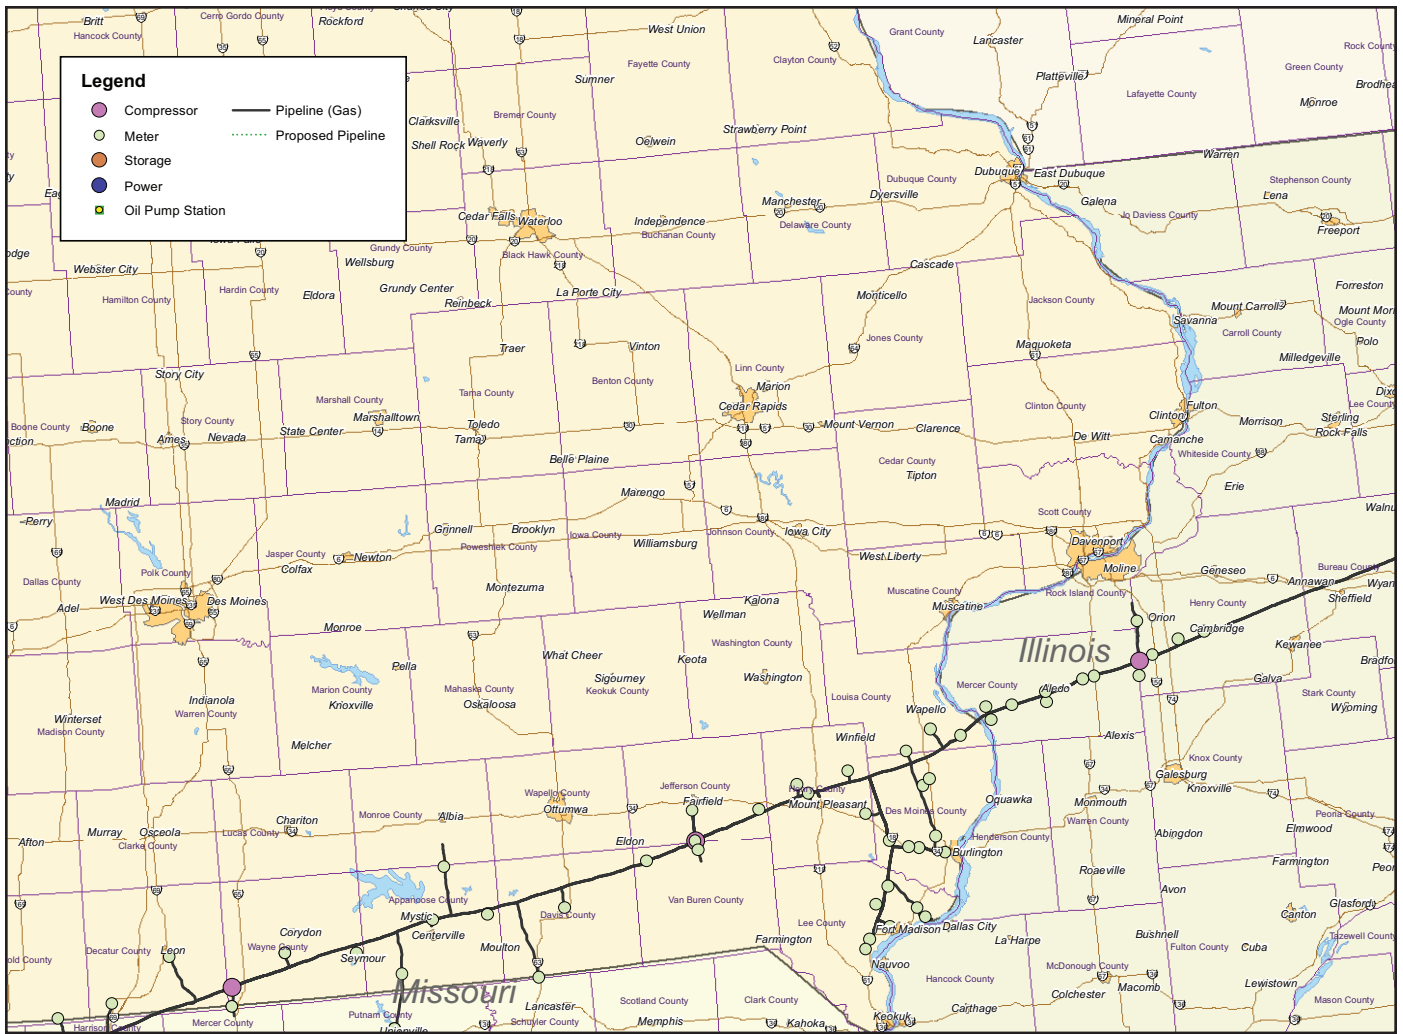 Legend
Compressor
Meter
Storage
Power
Oil Pump Station
Pipeline (Gas)
Proposed Pipeline
Britt
Cerro Gordo County
Rockford
Hancock County
West Union
Fayette County
Sumner
Clayton County
Grant County
Lancaster
Mineral Point
Rock County
Green County
Platteville
Lafayette County
Monroe
Clarksville
Bremer County
Shell Rock
Waverly
Oelwein
Strawberry Point
Warren
Dubuque
East Dubuque
Dubuque County
Stephenson County
Dyersville
Lena
Manchester
Galena
Jo Daviess County
Cedar Falls
Waterloo
Independence
Buchanan County
Delaware County
Freeport
Grundy County
Black Hawk County
Wellsburg
Webster City
Cascade
Hamilton County
Hardin County
Eldora
Grundy Center
Reinbeck
La Porte City
Monticello
Jackson County
Forreston
Mount Carroll
Savanna
Ogle County
Carroll County
Jones County
Maquoketa
Polo
Traer
Vinton
Milledgeville
Story City
Linn County
Marion
Benton County
Marshall County
Tama County
Cedar Rapids
Clinton County
Fulton
Clinton
Lee County
Boone County
Boone
Story County
Marshalltown
State Center
Toledo
Tama
Ames
Nevada
Mount Vernon
Clarence
Morrison
Sterling
Rock Falls
De Witt
Camanche
Whiteside County
Belle Plaine
Cedar County
Tipton
Marengo
Erie
Madrid
Perry
Scott County
Grinnell
Brooklyn
Iowa County
Williamsburg
Johnson County
Iowa City
Davenport
Poweshiek County
Jasper County
Newton
Colfax
West Liberty
Moline
Geneseo
Annawan
Bureau County
Sheffield
Polk County
Dallas County
Montezuma
Muscatine County
Rock Island County
Henry County
Adel
West Des Moines
Des Moines
Kalona
Wellman
Muscatine
Orion
Cambridge
Monroe
Washington County
Kewanee
Illinois
What Cheer
Keota
Pella
Sigourney
Keokuk County
Washington
Galva
Mercer County
Aledo
Marion County
Knoxville
Mahaska County
Oskaloosa
Louisa County
Stark County
Wyoming
Indianola
Warren County
Wapello
Winterset
Madison County
Melcher
Winfield
Alexis
Knox County
Galesburg
Knoxville
Jefferson County
Fairfield
Henry County
Mount Pleasant
Wapello County
Ottumwa
Oquawka
Monmouth
Warren County
Des Moines County
Peoria County
Monroe County
Albia
Chariton
Lucas County
Murray
Osceola
Clarke County
Afton
Eldon
Henderson County
Burlington
Abingdon
Elmwood
Farmington
Roseville
Avon
Appanoose County
Van Buren County
Davis County
Mystic
Centerville
Moulton
Lee County
Fort Madison
Dallas City
Canton
Glasford
Corydon
Wayne County
Seymour
Decatur County
Leon
Farmington
La Harpe
Bushnell
Fulton County
Cuba
Tazewell County
Nauvoo
Hancock County
McDonough County
Macomb
Colchester
Lewistown
Mason County
Missouri
Harrison County
Mercer County
Putnam County
Unionville
Lancaster
Schuyler County
Scotland County
Memphis
Clark County
Kahoka
Keokuk
Carthage